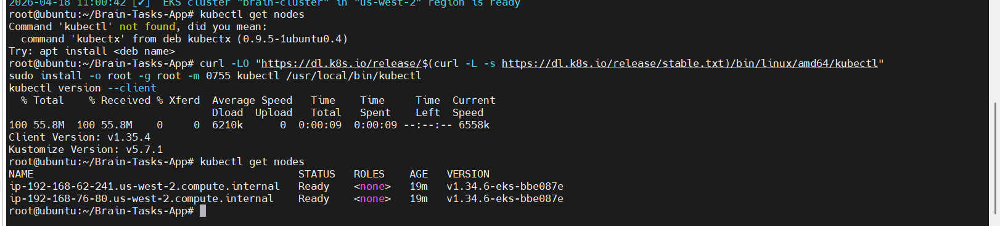 2026-04-18 11:00:42 [✔]  EKS cluster "brain-cluster" in "us-west-2" region is ready
root@ubuntu:~/Brain-Tasks-App# kubectl get nodes
Command 'kubectl' not found, did you mean:
  command 'kubectx' from deb kubectx (0.9.5-1ubuntu0.4)
Try: apt install <deb name>
root@ubuntu:~/Brain-Tasks-App# curl -LO "https://dl.k8s.io/release/$(curl -L -s https://dl.k8s.io/release/stable.txt)/bin/linux/amd64/kubectl"
sudo install -o root -g root -m 0755 kubectl /usr/local/bin/kubectl
kubectl version --client
  % Total    % Received % Xferd  Average Speed   Time    Time     Time  Current
                                 Dload  Upload   Total   Spent    Left  Speed
100 55.8M  100 55.8M    0     0  6210k      0  0:00:09  0:00:09 --:--:-- 6558k
Client Version: v1.35.4
Kustomize Version: v5.7.1
root@ubuntu:~/Brain-Tasks-App# kubectl get nodes
NAME                                           STATUS   ROLES    AGE   VERSION
ip-192-168-62-241.us-west-2.compute.internal   Ready    <none>   19m   v1.34.6-eks-bbe087e
ip-192-168-76-80.us-west-2.compute.internal    Ready    <none>   19m   v1.34.6-eks-bbe087e
root@ubuntu:~/Brain-Tasks-App#